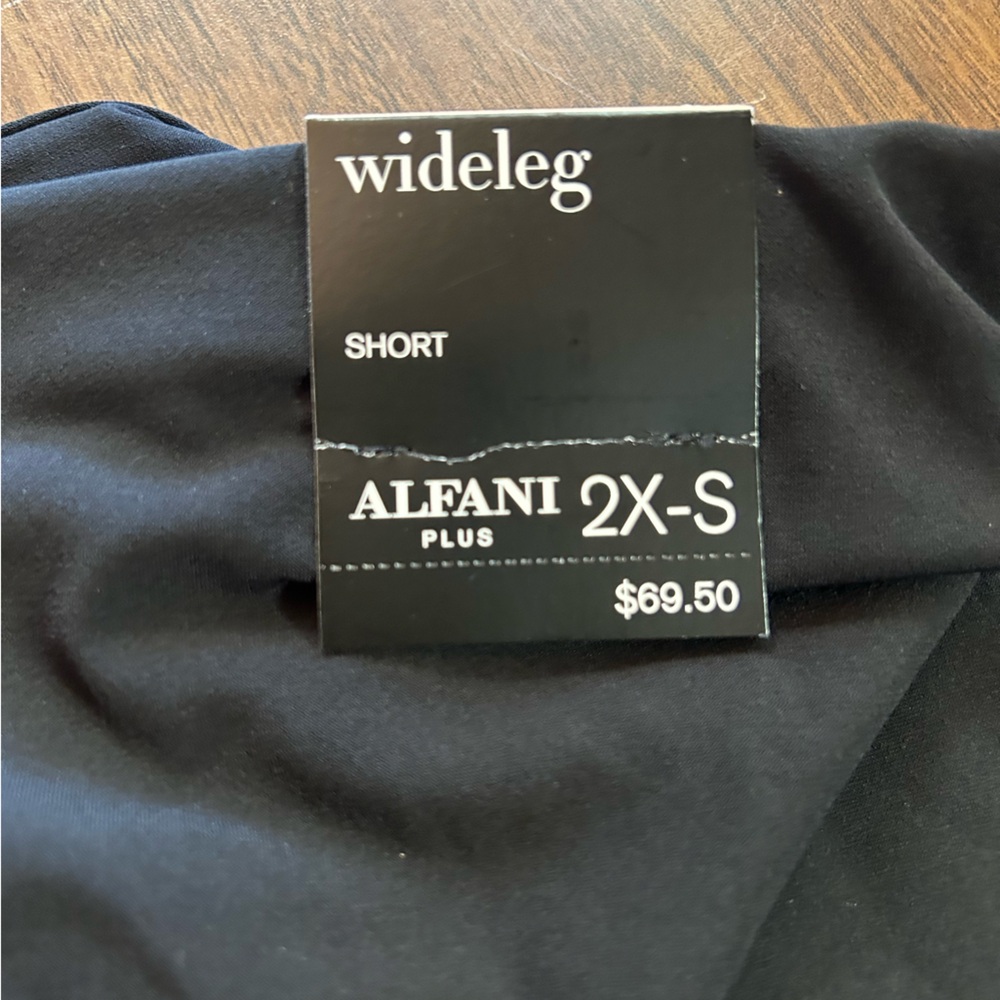 wideleg
SHORT
ALFANI 2X-S
PLUS
$69.50